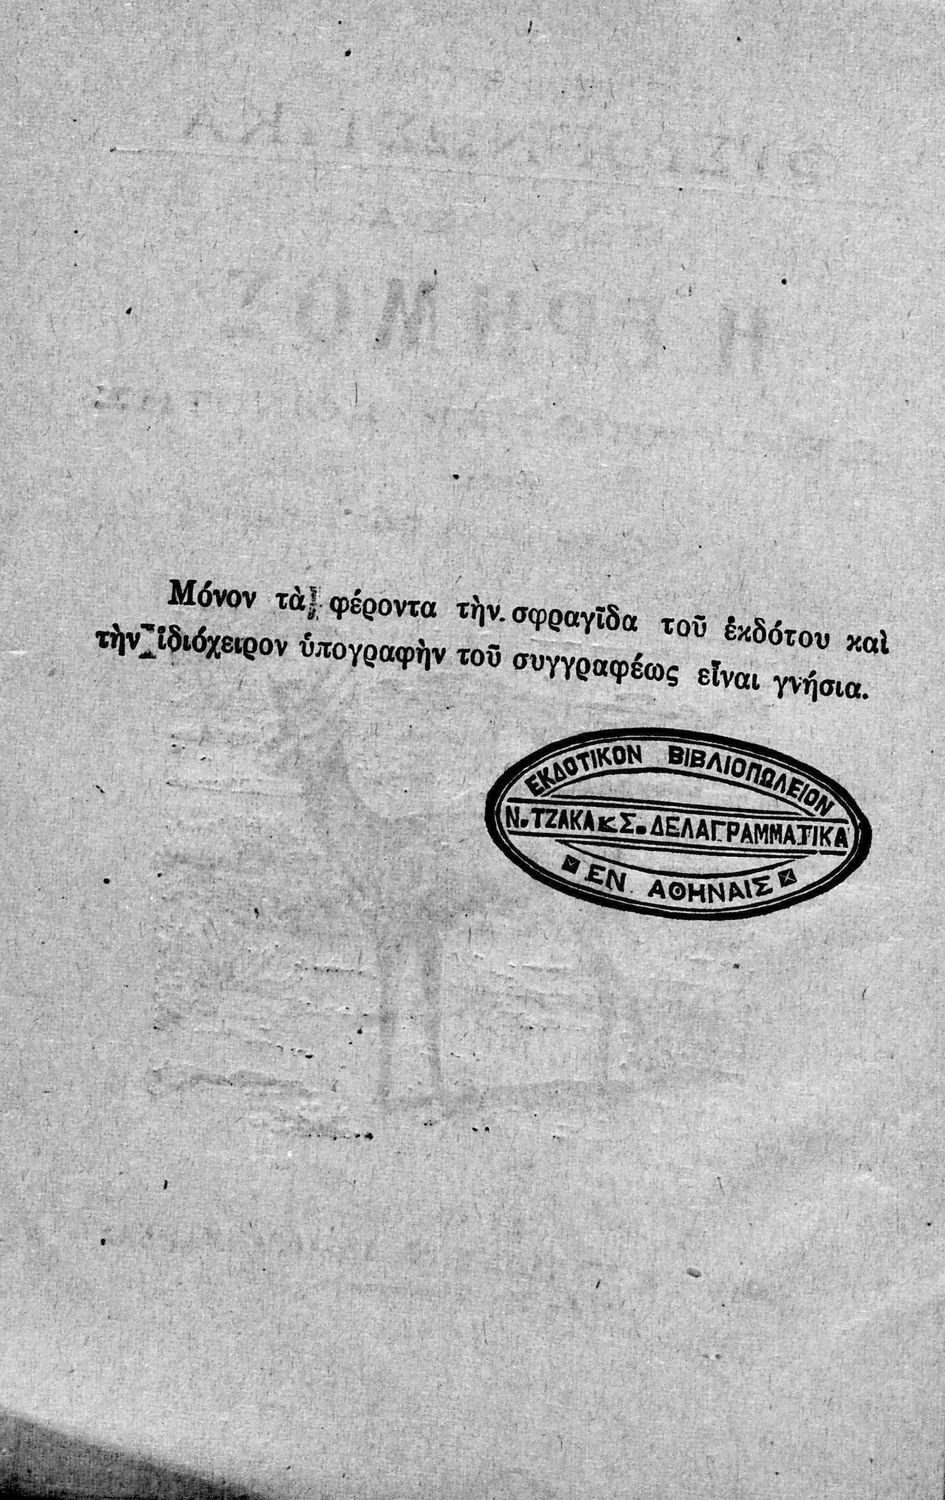 Μόνον τὰ φέροντα τὴν σφραγῖδα τοῦ ἐκδότου καὶ
τὴν ἰδιόχειρον ὑπογραφὴν τοῦ συγγραφέως εἶναι γνήσια.
ΕΚΔΟΤΙΚΟΝ ΒΙΒΛΙΟΠΩΛΕΙΟΝ
Ν. ΤΖΑΚΑ Κ Σ. ΔΕΛΑΓΡΑΜΜΑΤΙΚΑ
ΕΝ ΑΘΗΝΑΙΣ